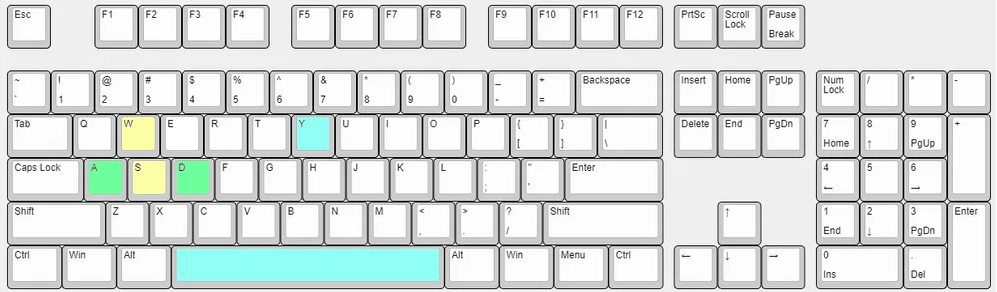 Esc F1 F2 F3 F4 F5 F6 F7 F8 F9 F10 F11 F12 PrtSc Scroll Pause
Lock
Break
~ ! @ # $ % ^ & * ( ) _ + Backspace Insert Home PgUp Num / * -
Lock
` 1 2 3 4 5 6 7 8 9 0 - =
Tab Q W E R T Y U I O P { } | Delete End PgDn 7 8 9 +
[ ] \ Home ↑ PgUp
Caps Lock A S D F G H J K L : " Enter 4 5 6
; ' ← →
Shift Z X C V B N M < > ? Shift ↑ 1 2 3 Enter
, . / End ↓ PgDn
Ctrl Win Alt Alt Win Menu Ctrl ← ↓ → 0 .
Ins Del